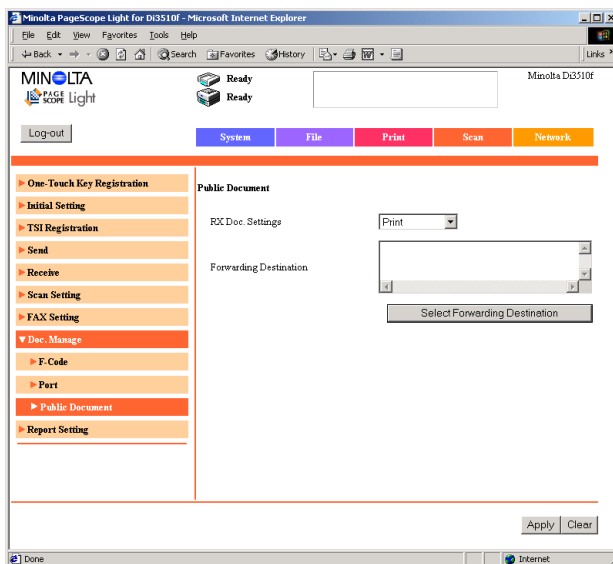 Minolta PageScope Light for Di3510f - Microsoft Internet Explorer
File Edit View Favorites Tools Help
Back Search Favorites History Links
MINOLTA
PAGE SCOPE Light
Ready
Ready
Minolta Di3510f
Log-out
System File Print Scan Network
One-Touch Key Registration
Initial Setting
TSI Registration
Send
Receive
Scan Setting
FAX Setting
Doc. Manage
F-Code
Port
Public Document
Report Setting
Public Document
RX Doc. Settings Print
Forwarding Destination
Select Forwarding Destination
Apply Clear
Done Internet